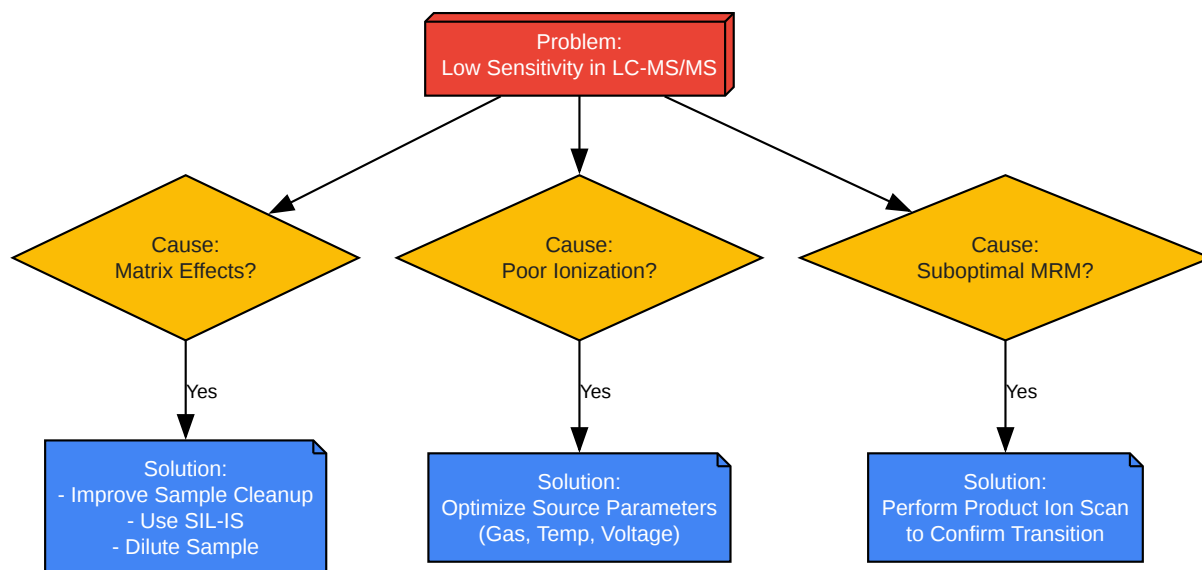 Problem:
Low Sensitivity in LC-MS/MS
Cause:
Matrix Effects?
Cause:
Poor Ionization?
Cause:
Suboptimal MRM?
Yes
Yes
Yes
Solution:
- Improve Sample Cleanup
- Use SIL-IS
- Dilute Sample
Solution:
Optimize Source Parameters
(Gas, Temp, Voltage)
Solution:
Perform Product Ion Scan
to Confirm Transition